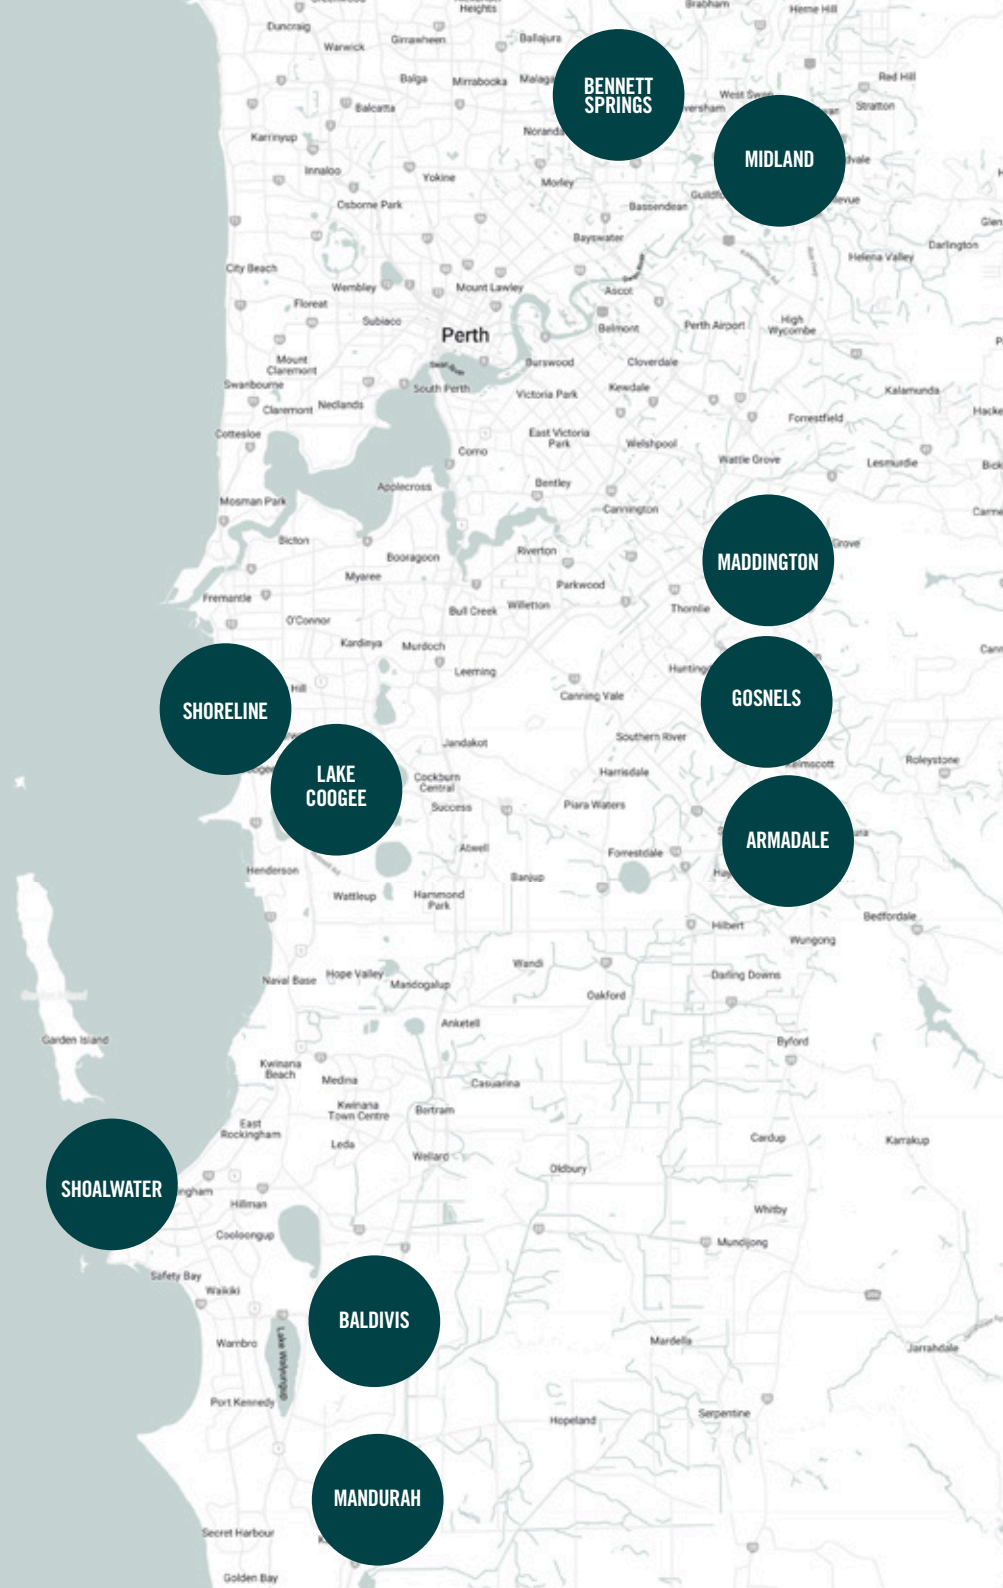 Heights
Brabham
Herne Hill
Duncraig
Girrawheen
Ballajura
Warwick
Balga
Mirrabooka
BENNETT
SPRINGS
Red Hill
Balcatta
Stratton
Karrinyup
MIDLAND
Innaloo
Yokine
Morley
Osborne Park
Bassendean
Bayswater
Darlington
City Beach
Helena Valley
Wembley
Mount Lawley
Ascot
Floreat
Subiaco
Perth
Belmont
Perth Airport
High
Wycombe
Mount
Claremont
Burswood
Cloverdale
Swanbourne
South Perth
Victoria Park
Kewdale
Kalamunda
Claremont
Nedlands
Forrestfield
Cottesloe
East Victoria
Park
Welshpool
Como
Wattle Grove
Lesmurdie
Applecross
Bentley
Mosman Park
Cannington
Bicton
Booragoon
Riverton
MADDINGTON
Grove
Myaree
Parkwood
Fremantle
Bull Creek
Willetton
Thornlie
O'Connor
Kardinya
Murdoch
Leeming
Hill
Canning Vale
GOSNELS
SHORELINE
Jandakot
Southern River
Roleystone
LAKE
COOGEE
Cockburn
Central
Harrisdale
Success
Piara Waters
ARMADALE
Atwell
Forrestdale
Henderson
Banjup
Wattleup
Hammond
Park
Bedfordale
Hilbert
Wungong
Wandi
Naval Base
Hope Valley
Mandogalup
Darling Downs
Oakford
Anketell
Garden Island
Byford
Kwinana
Beach
Medina
Casuarina
Kwinana
Town Centre
Bertram
East
Rockingham
Leda
Cardup
Karrakup
Wellard
Oldbury
SHOALWATER
Hillman
Whitby
Cooloongup
Mundijong
Safety Bay
Waikiki
BALDIVIS
Warnbro
Lake Walyungup
Mardella
Jarrahdale
Port Kennedy
Serpentine
Hopeland
MANDURAH
Secret Harbour
Golden Bay